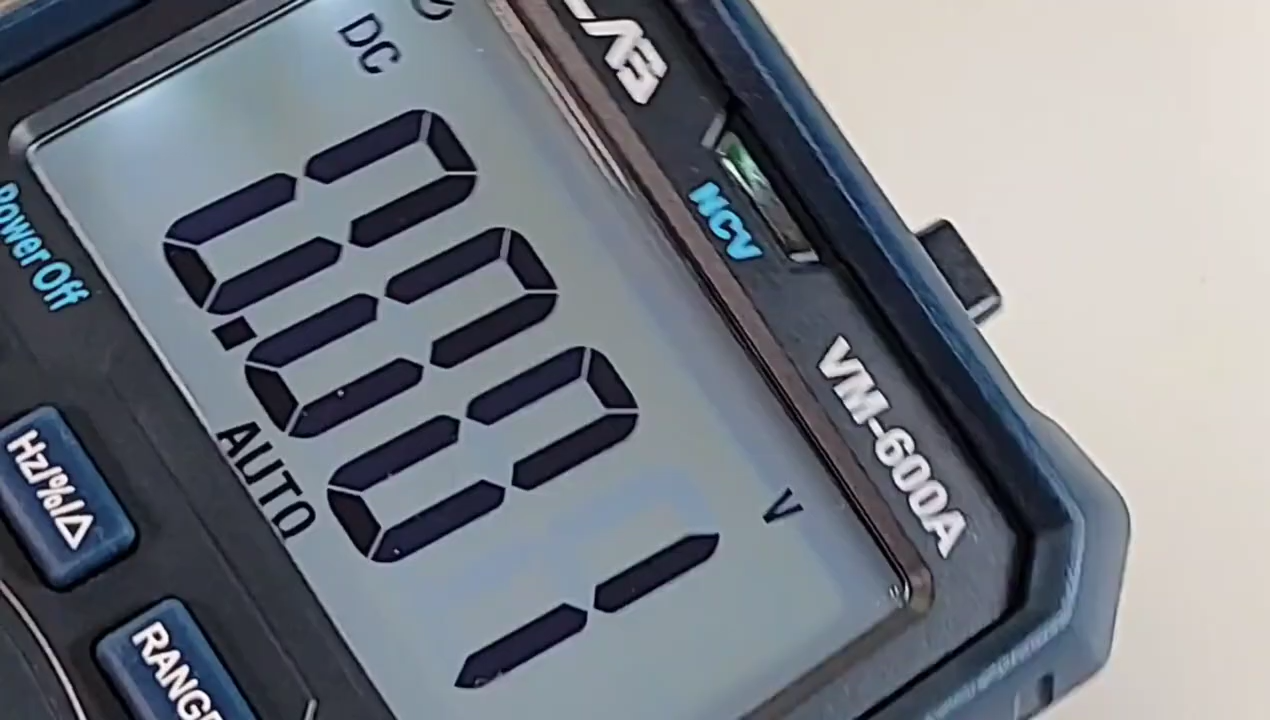 DC
0.001
V
AUTO
NCV
VM-600A
Power Off
Hz/%/△
RANGE